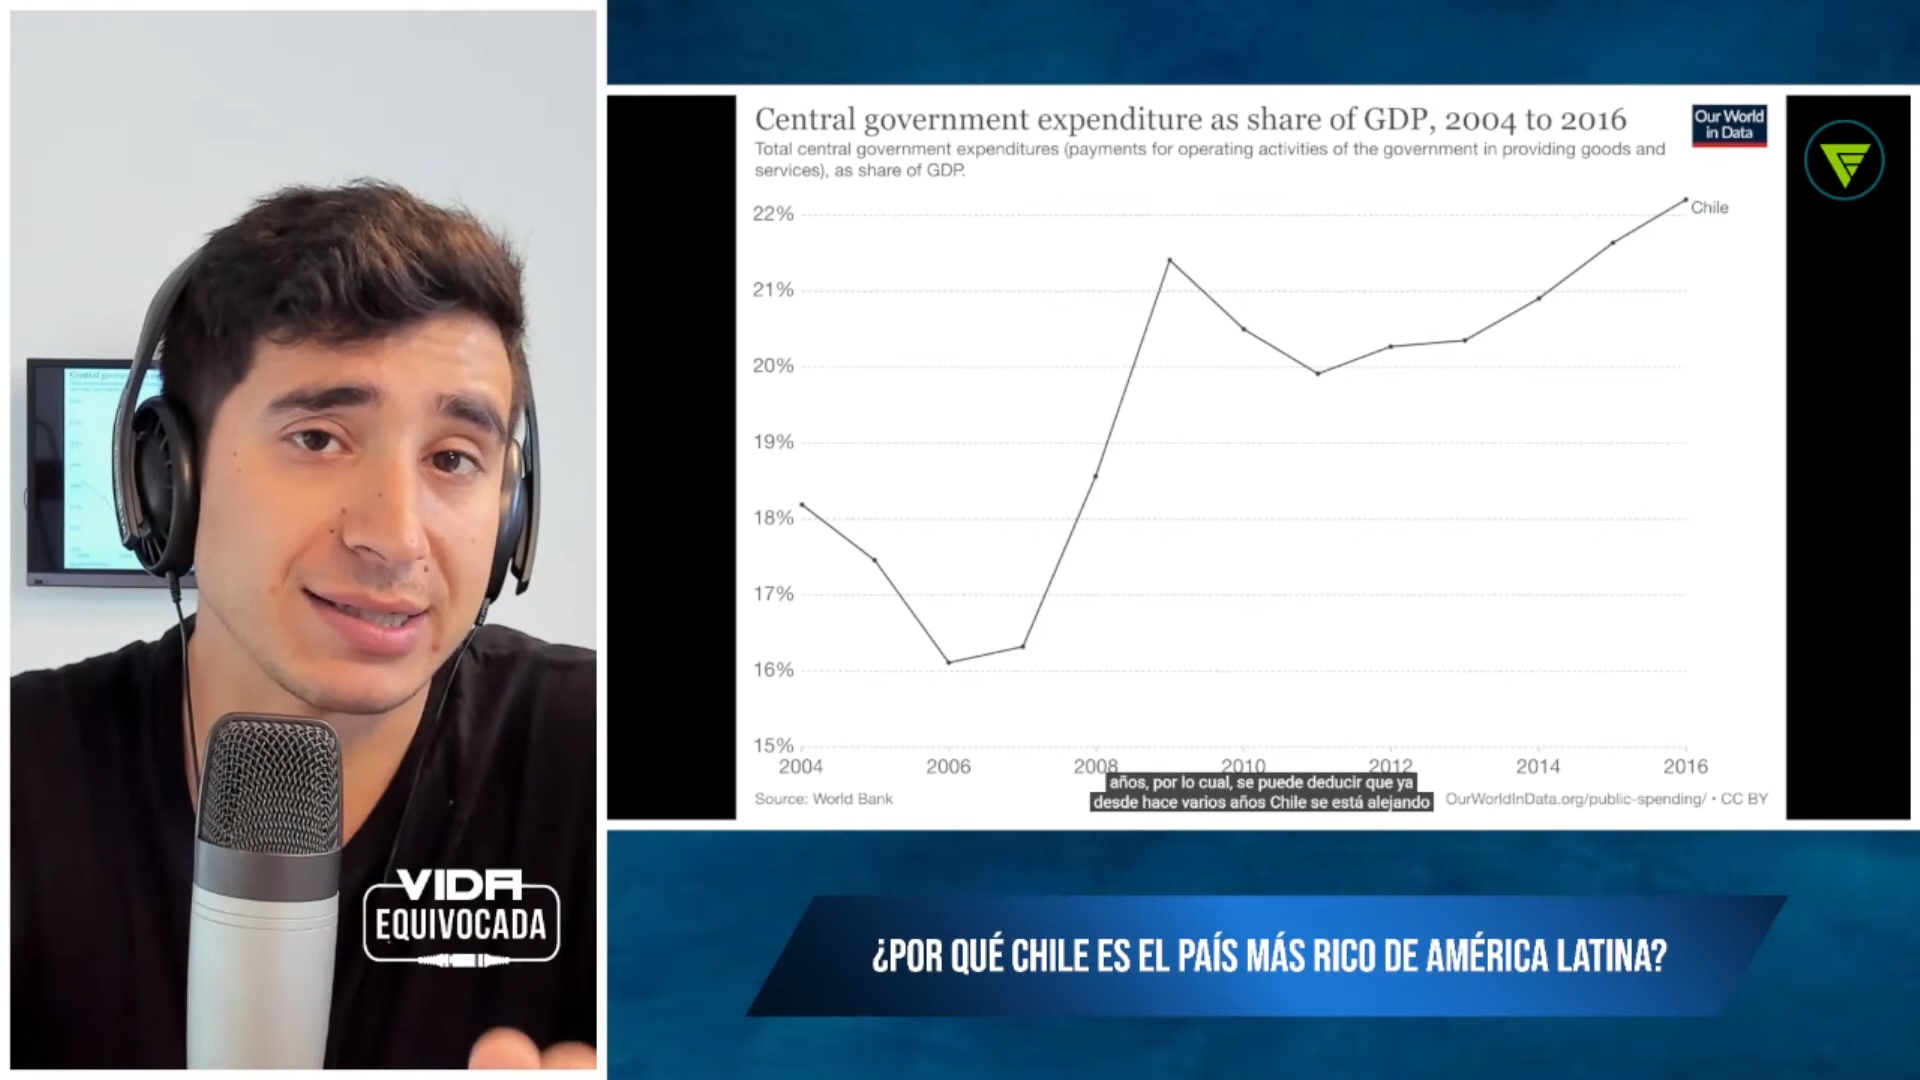 Central government expenditure as share of GDP, 2004 to 2016
Our World
in Data
Total central government expenditures (payments for operating activities of the government in providing goods and
services), as share of GDP.
22%
Chile
21%
20%
19%
18%
17%
16%
15%
2004
2006
2008
2010
2012
2014
2016
años, por lo cual, se puede deducir que ya
desde hace varios años Chile se está alejando
Source: World Bank
OurWorldInData.org/public-spending/ • CC BY
VIDA
EQUIVOCADA
¿POR QUÉ CHILE ES EL PAÍS MÁS RICO DE AMÉRICA LATINA?